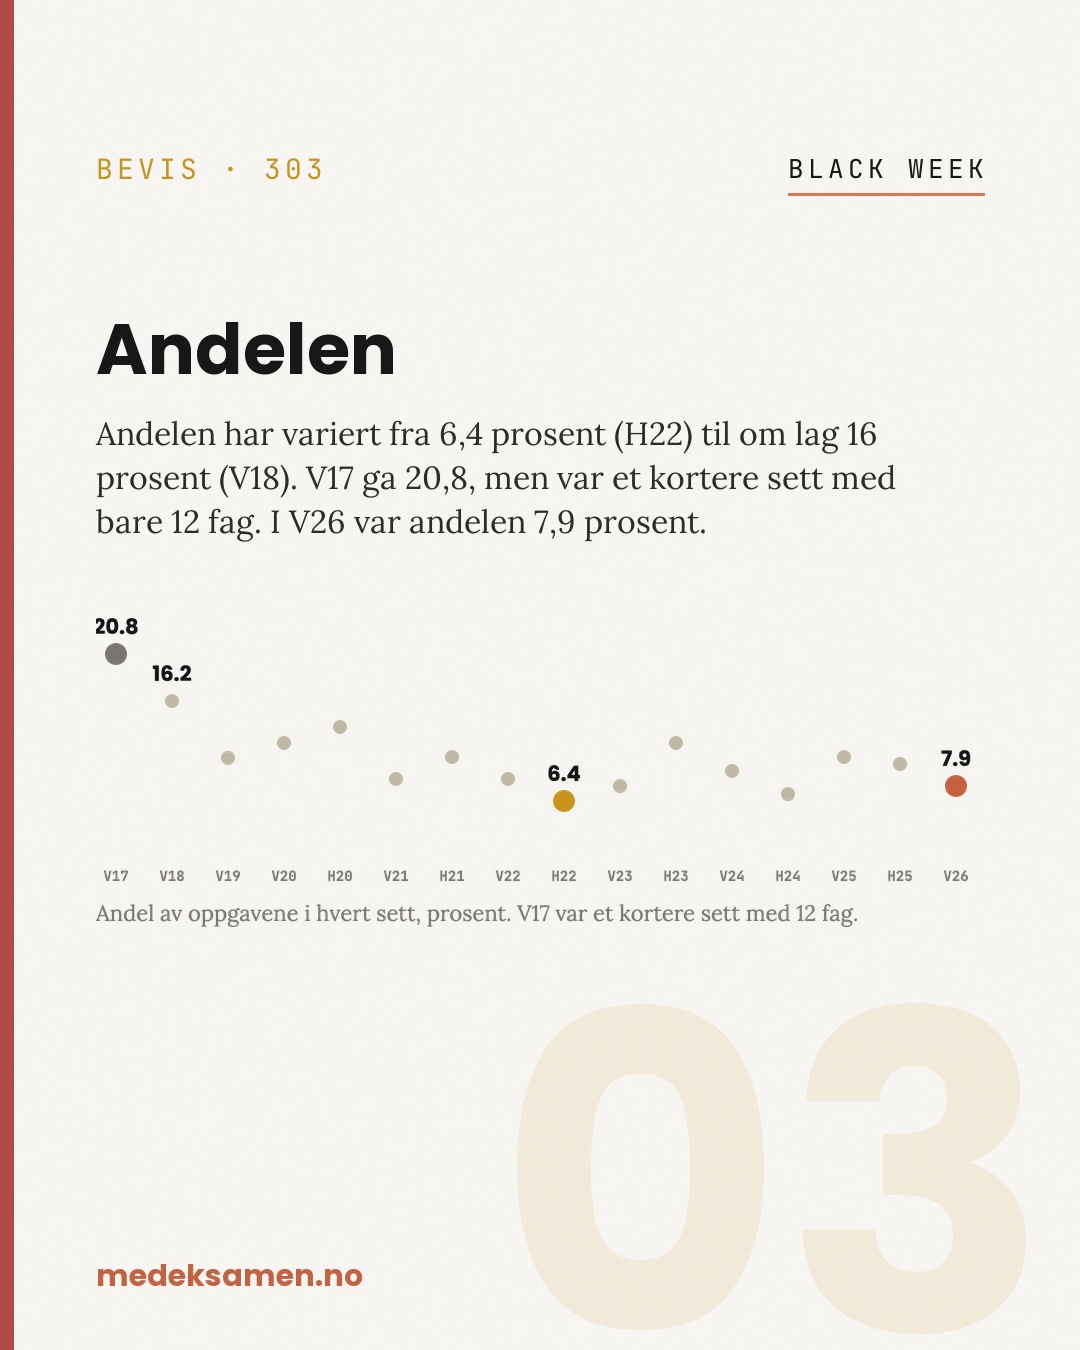 BEVIS · 303
BLACK WEEK
Andelen
Andelen har variert fra 6,4 prosent (H22) til om lag 16
prosent (V18). V17 ga 20,8, men var et kortere sett med
bare 12 fag. I V26 var andelen 7,9 prosent.
20.8
16.2
6.4
7.9
V17 V18 V19 V20 H20 V21 H21 V22 H22 V23 H23 V24 H24 V25 H25 V26
Andel av oppgavene i hvert sett, prosent. V17 var et kortere sett med 12 fag.
03
medeksamen.no